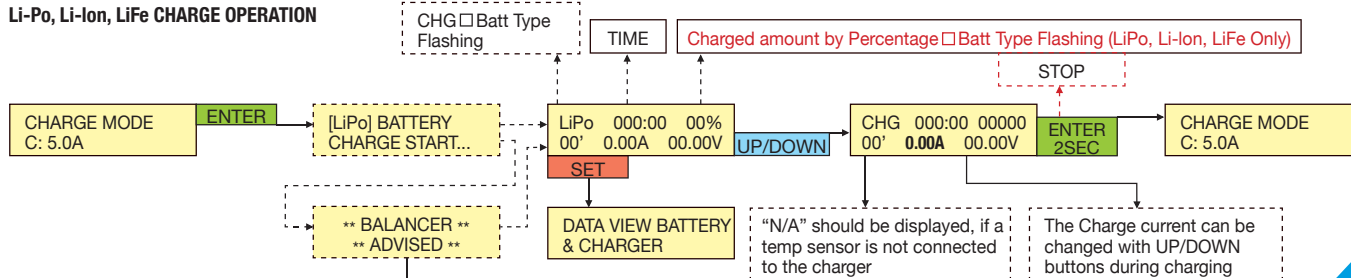 Li-Po, Li-Ion, LiFe CHARGE OPERATION
CHG□Batt Type
Flashing
TIME
Charged amount by Percentage□Batt Type Flashing (LiPo, Li-Ion, LiFe Only)
STOP
CHARGE MODE
C: 5.0A
ENTER
[LiPo] BATTERY
CHARGE START...
LiPo 000:00 00%
00' 0.00A 00.00V
UP/DOWN
SET
CHG 000:00 00000
00' 0.00A 00.00V
ENTER
2SEC
CHARGE MODE
C: 5.0A
** BALANCER **
** ADVISED **
DATA VIEW BATTERY
& CHARGER
“N/A” should be displayed, if a
temp sensor is not connected
to the charger
The Charge current can be
changed with UP/DOWN
buttons during charging